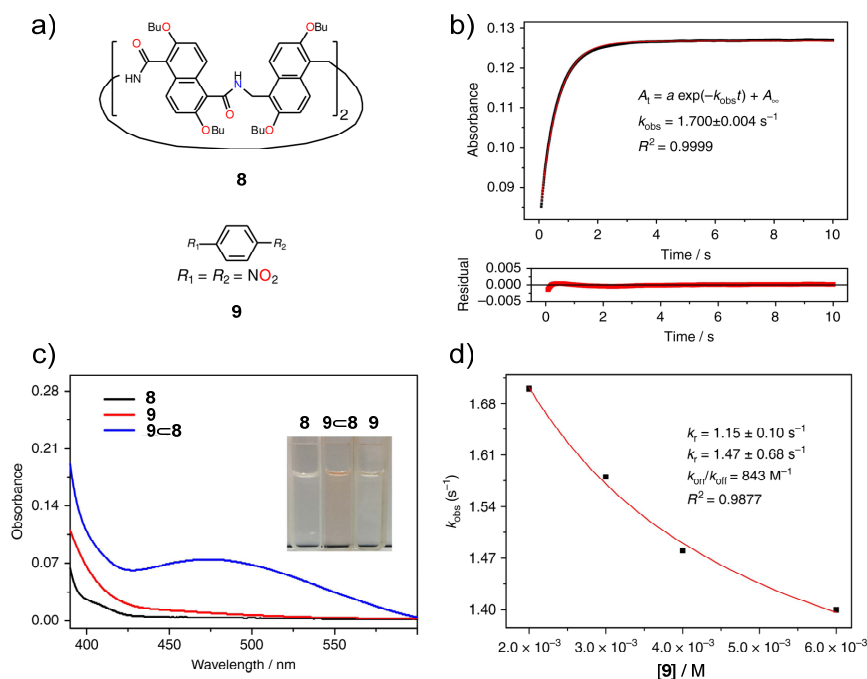 a)
BuO
BuO
O
H
N
HN
2
O
O
Bu
BuO
8
R1
R2
R1 = R2 = NO2
9
b)
0.13
0.12
0.11
0.10
0.09
Absorbance
At = a exp(−kobst) + A∞
kobs = 1.700±0.004 s−1
R2 = 0.9999
0 2 4 6 8 10
Time / s
0.005
0.000
−0.005
Residual
0 2 4 6 8 10
Time / s
c)
0.28
0.21
0.14
0.07
0.00
Obsorbance
8
9
9⊂8
8 9⊂8 9
400 450 500 550
Wavelength / nm
d)
1.68
1.61
1.54
1.47
1.40
kobs (s−1)
kr = 1.15 ± 0.10 s−1
kr = 1.47 ± 0.68 s−1
kon/koff = 843 M−1
R2 = 0.9877
2.0 × 10−3 3.0 × 10−3 4.0 × 10−3 5.0 × 10−3 6.0 × 10−3
[9] / M